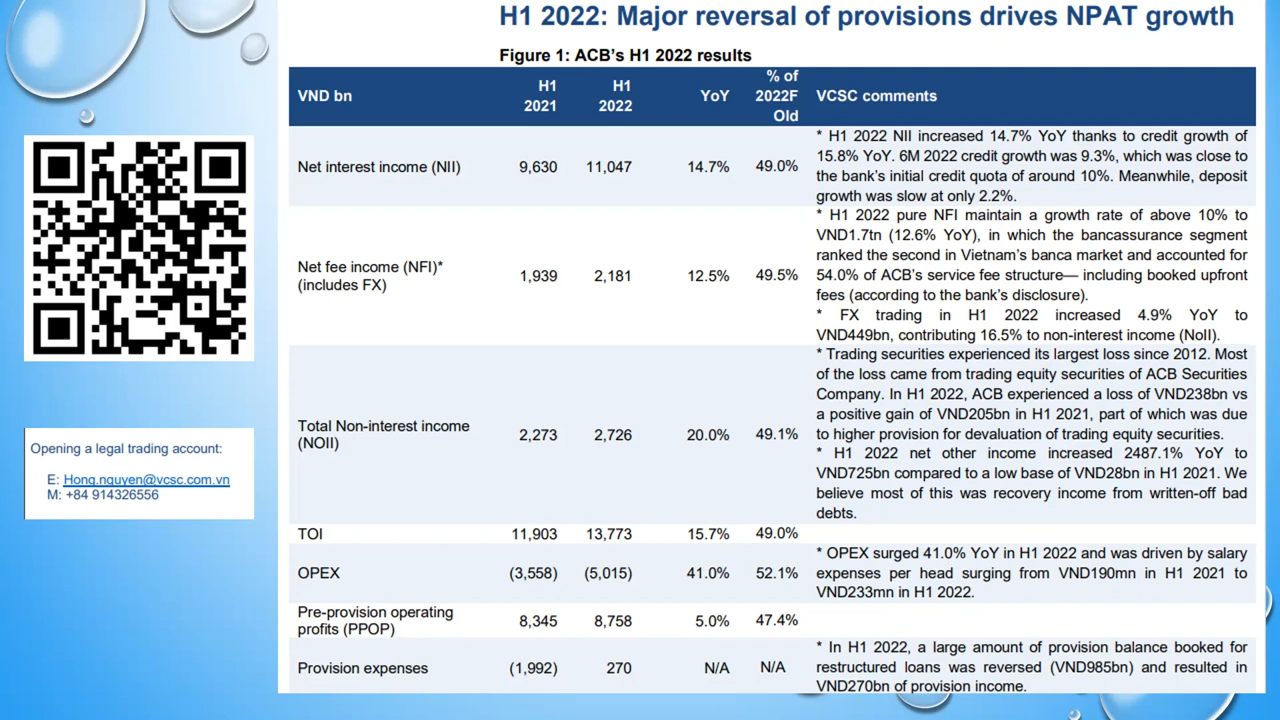 H1 2022: Major reversal of provisions drives NPAT growth
Figure 1: ACB's H1 2022 results
VND bn
H1
2021
H1
2022
YoY
% of
2022F
Old
VCSC comments
Net interest income (NII)
9,630
11,047
14.7%
49.0%
* H1 2022 NII increased 14.7% YoY thanks to credit growth of
15.8% YoY. 6M 2022 credit growth was 9.3%, which was close to
the bank's initial credit quota of around 10%. Meanwhile, deposit
growth was slow at only 2.2%.
Net fee income (NFI)*
(includes FX)
1,939
2,181
12.5%
49.5%
* H1 2022 pure NFI maintain a growth rate of above 10% to
VND1.7tn (12.6% YoY), in which the bancassurance segment
ranked the second in Vietnam's banca market and accounted for
54.0% of ACB's service fee structure— including booked upfront
fees (according to the bank's disclosure).
* FX trading in H1 2022 increased 4.9% YoY to
VND449bn, contributing 16.5% to non-interest income (NoII).
Total Non-interest income
(NOII)
2,273
2,726
20.0%
49.1%
* Trading securities experienced its largest loss since 2012. Most
of the loss came from trading equity securities of ACB Securities
Company. In H1 2022, ACB experienced a loss of VND238bn vs
a positive gain of VND205bn in H1 2021, part of which was due
to higher provision for devaluation of trading equity securities.
* H1 2022 net other income increased 2487.1% YoY to
VND725bn compared to a low base of VND28bn in H1 2021. We
believe most of this was recovery income from written-off bad
debts.
TOI
11,903
13,773
15.7%
49.0%
OPEX
(3,558)
(5,015)
41.0%
52.1%
* OPEX surged 41.0% YoY in H1 2022 and was driven by salary
expenses per head surging from VND190mn in H1 2021 to
VND233mn in H1 2022.
Pre-provision operating
profits (PPOP)
8,345
8,758
5.0%
47.4%
Provision expenses
(1,992)
270
N/A
N/A
* In H1 2022, a large amount of provision balance booked for
restructured loans was reversed (VND985bn) and resulted in
VND270bn of provision income.
Opening a legal trading account:
E: Hong.nguyen@vcsc.com.vn
M: +84 914326556